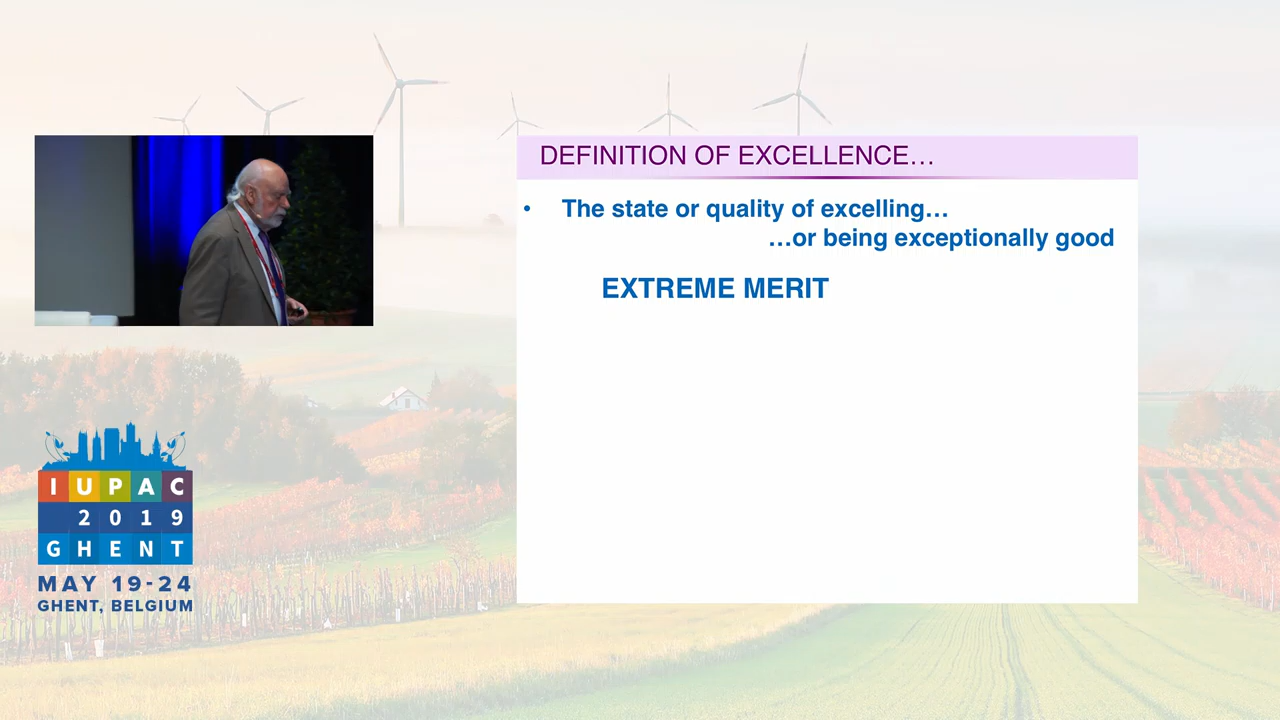 DEFINITION OF EXCELLENCE…
• The state or quality of excelling…
…or being exceptionally good
EXTREME MERIT
IUPAC
2019
GHENT
MAY 19-24
GHENT, BELGIUM